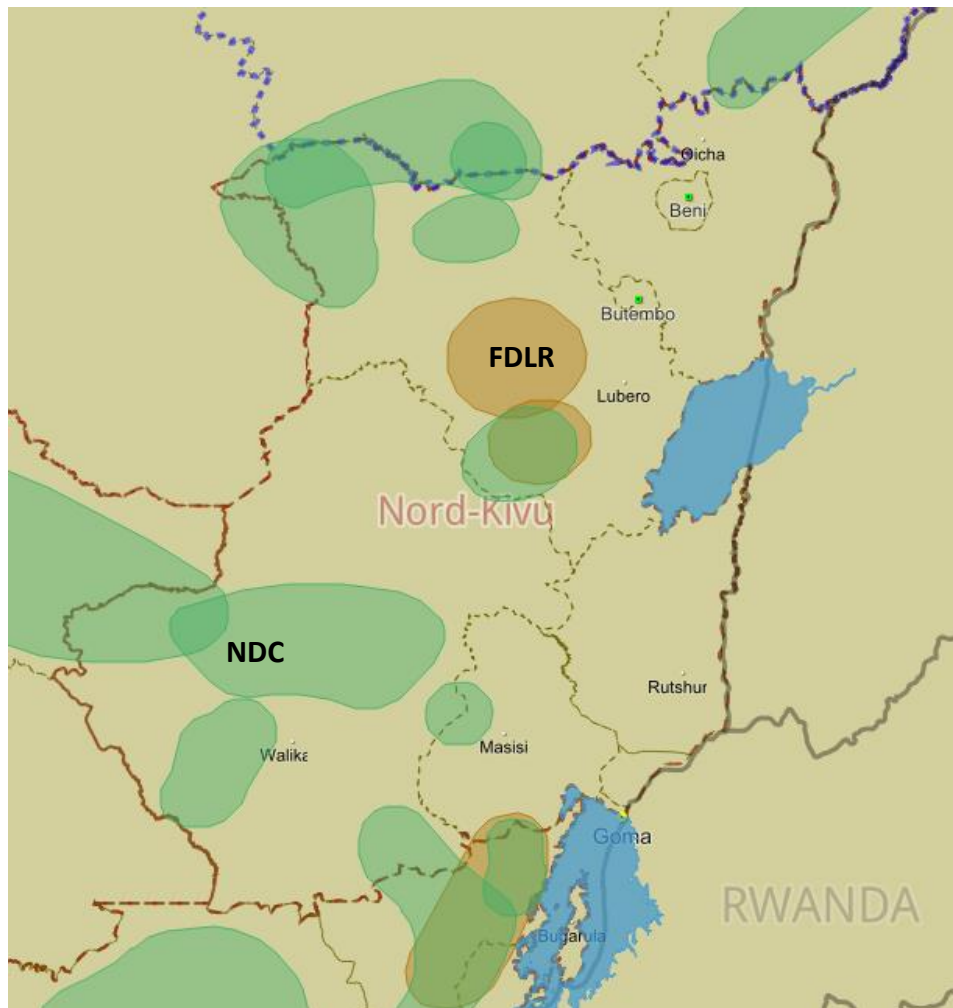 Oicha
Beni
Butembo
FDLR
Lubero
Nord-Kivu
NDC
Rutshur
Walika
Masisi
Goma
RWANDA
Bugarula